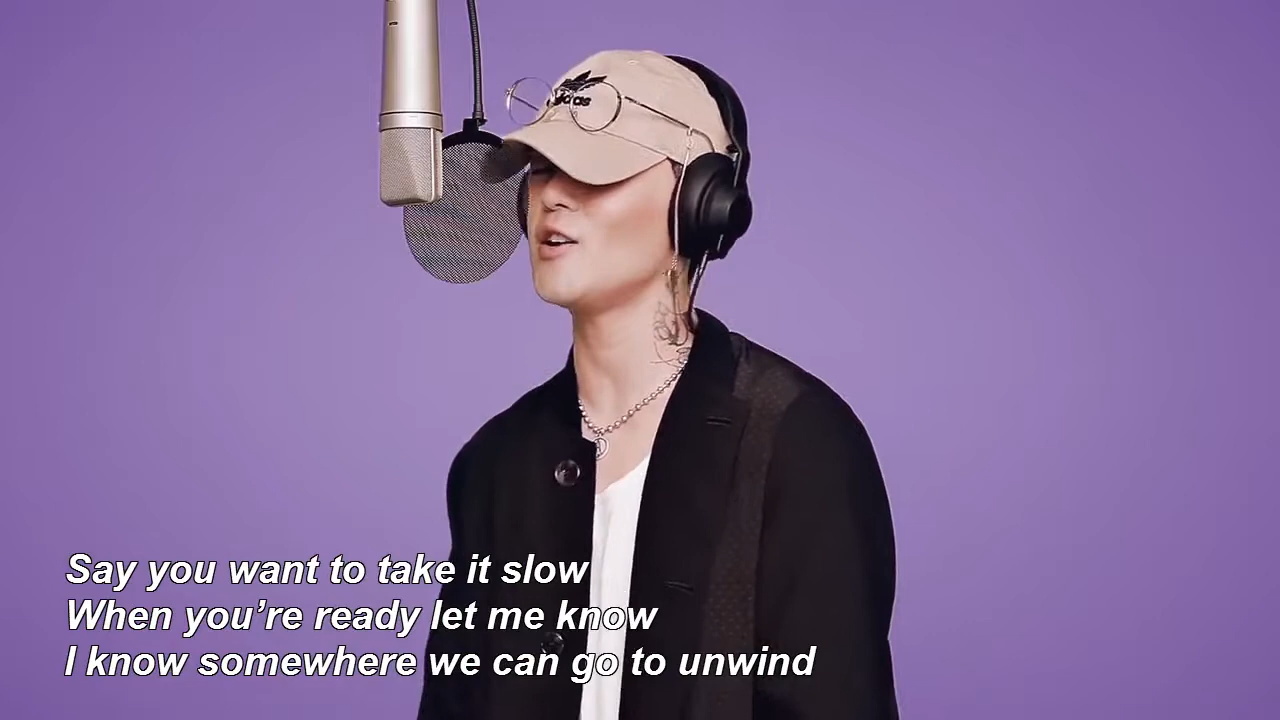 adidas
Say you want to take it slow
When you’re ready let me know
I know somewhere we can go to unwind